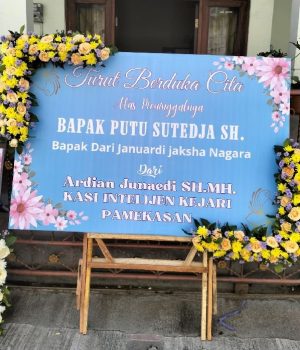 Turut Berduka Cita
Atas Meninggalnya
BAPAK PUTU SUTEDJA SH.
Bapak Dari Januardi jaksha Nagara
Dari
Ardian Junaedi SH.MH.
KASI INTELIJEN KEJARI
PAMEKASAN